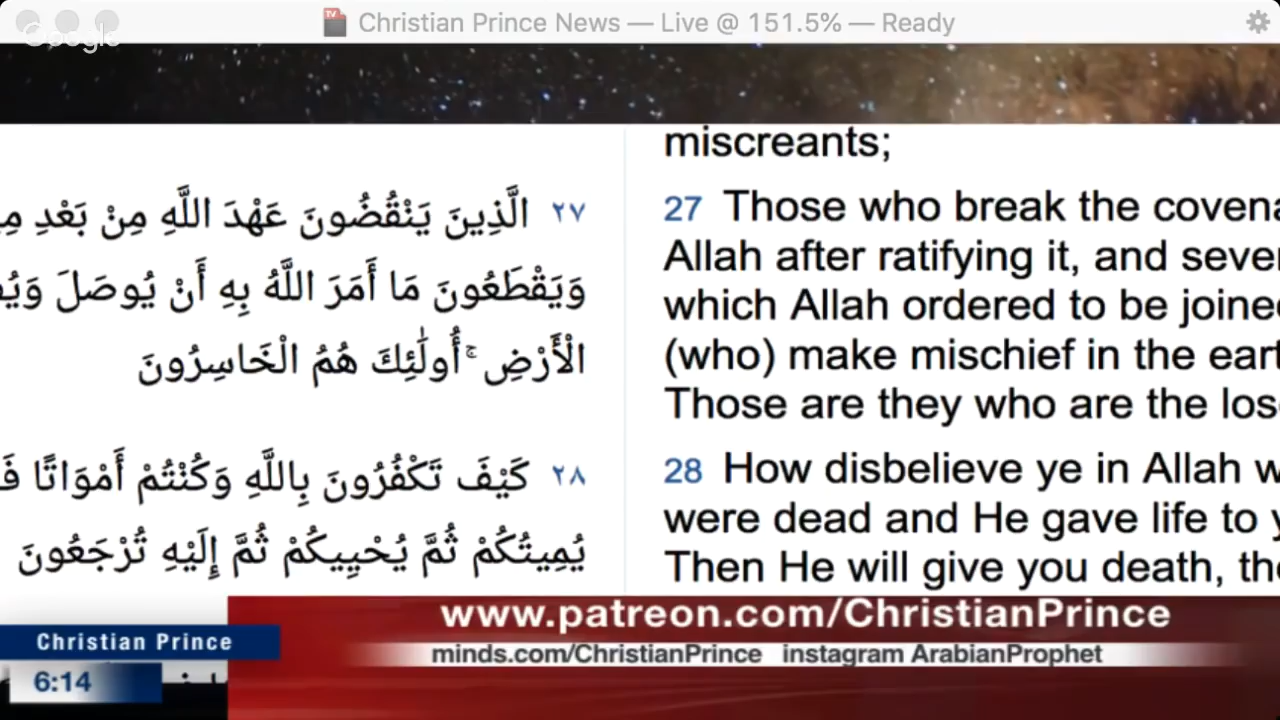 Christian Prince News — Live @ 151.5% — Ready
Google
miscreants;
٢٧ الَّذِينَ يَنْقُضُونَ عَهْدَ اللَّهِ مِنْ بَعْدِ
وَيَقْطَعُونَ مَا أَمَرَ اللَّهُ بِهِ أَنْ يُوصَلَ
الْأَرْضِ ۚ أُولَٰئِكَ هُمُ الْخَاسِرُونَ
27 Those who break the covena
Allah after ratifying it, and seve
which Allah ordered to be joine
(who) make mischief in the ear
Those are they who are the los
٢٨ كَيْفَ تَكْفُرُونَ بِاللَّهِ وَكُنْتُمْ أَمْوَاتًا
يُمِيتُكُمْ ثُمَّ يُحْيِيكُمْ ثُمَّ إِلَيْهِ تُرْجَعُونَ
28 How disbelieve ye in Allah w
were dead and He gave life to y
Then He will give you death, the
www.patreon.com/ChristianPrince
Christian Prince
minds.com/ChristianPrince instagram ArabianProphet
6:14